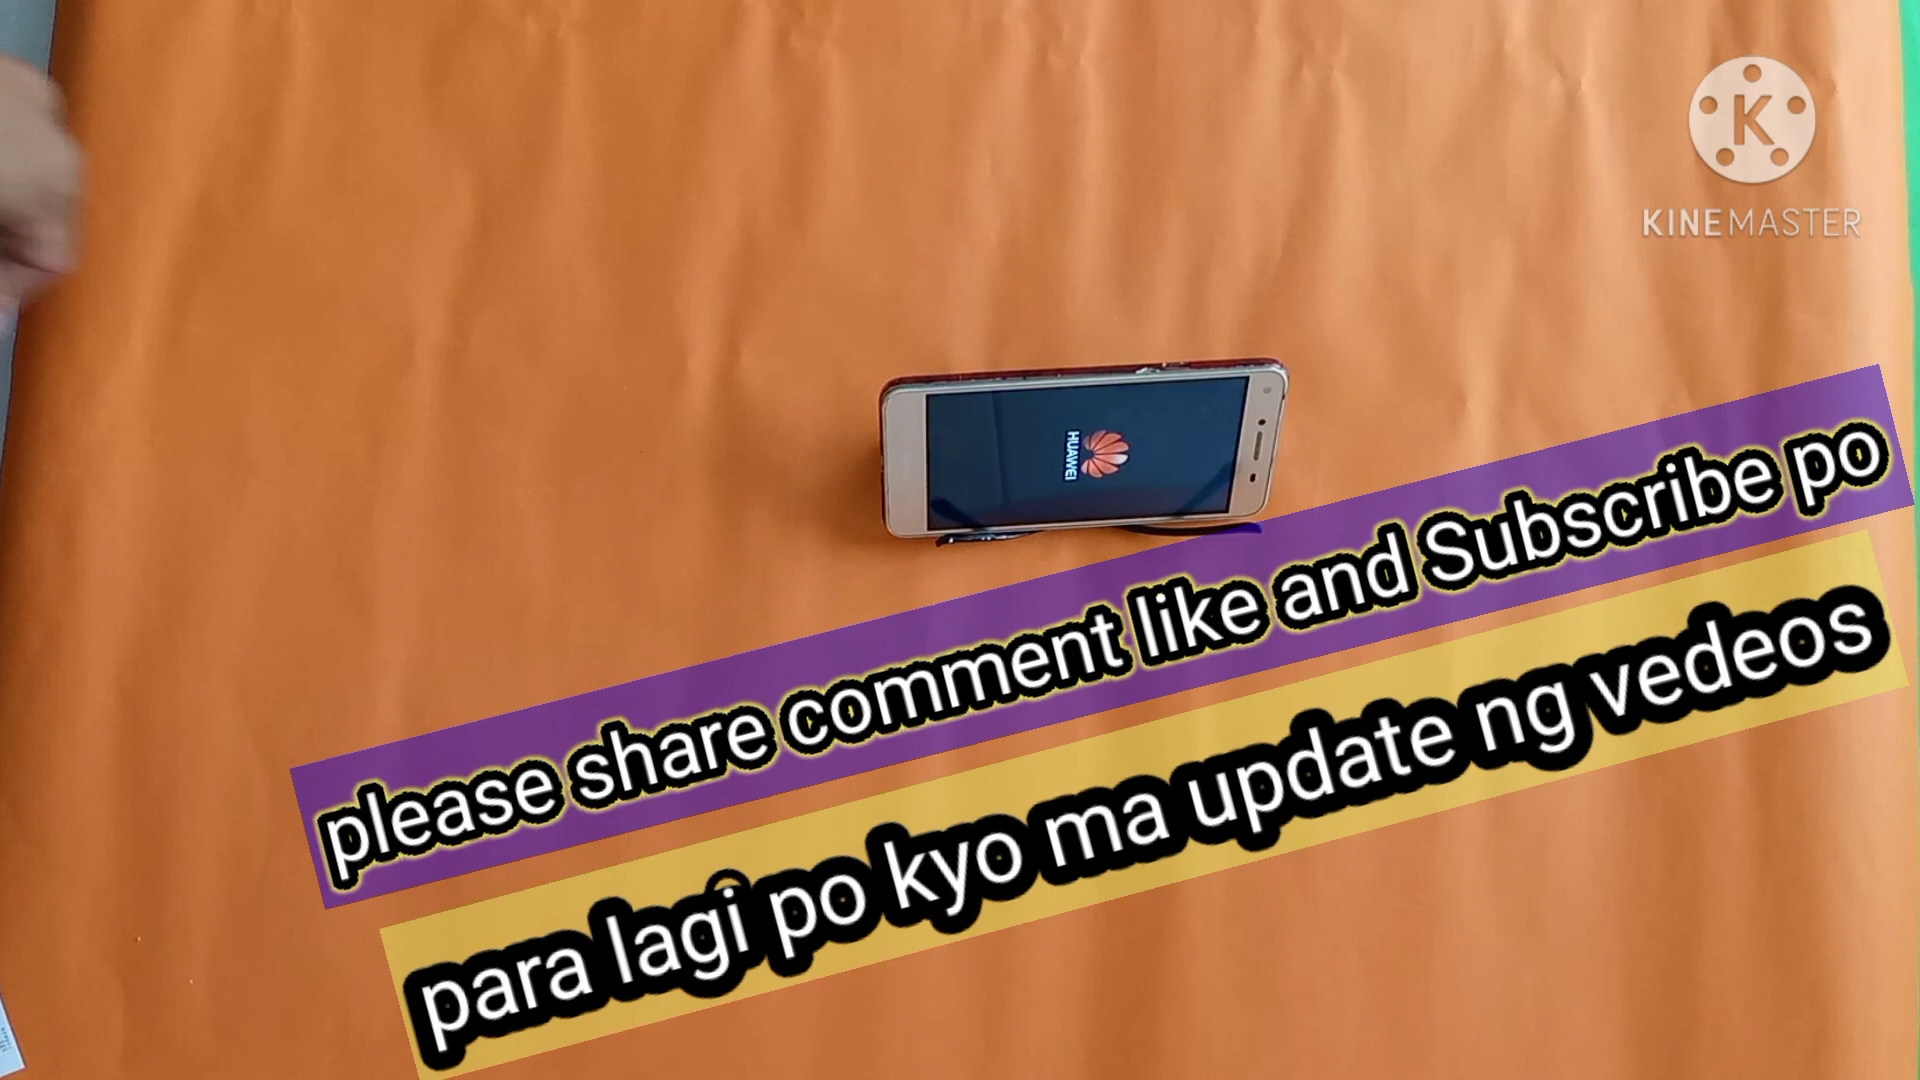 K
KINEMASTER
HUAWEI
please share comment like and Subscribe po
para lagi po kyo ma update ng vedeos